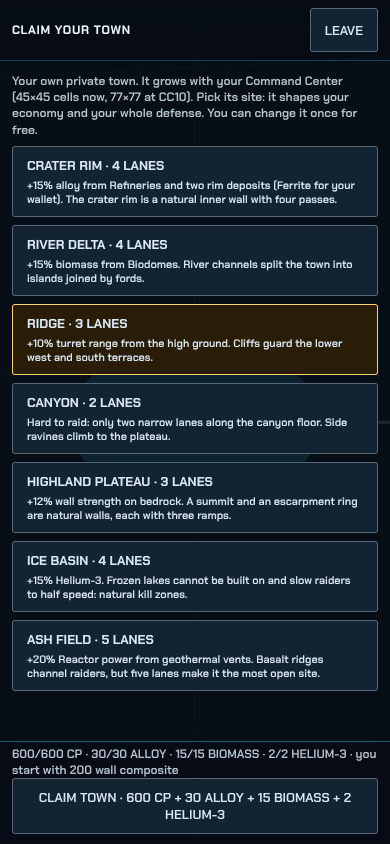 CLAIM YOUR TOWN
LEAVE
Your own private town. It grows with your Command Center
(45×45 cells now, 77×77 at CC10). Pick its site: it shapes your
economy and your whole defense. You can change it once for
free.
CRATER RIM · 4 LANES
+15% alloy from Refineries and two rim deposits (Ferrite for your
wallet). The crater rim is a natural inner wall with four passes.
RIVER DELTA · 4 LANES
+15% biomass from Biodomes. River channels split the town into
islands joined by fords.
RIDGE · 3 LANES
+10% turret range from the high ground. Cliffs guard the lower
west and south terraces.
CANYON · 2 LANES
Hard to raid: only two narrow lanes along the canyon floor. Side
ravines climb to the plateau.
HIGHLAND PLATEAU · 3 LANES
+12% wall strength on bedrock. A summit and an escarpment ring
are natural walls, each with three ramps.
ICE BASIN · 4 LANES
+15% Helium-3. Frozen lakes cannot be built on and slow raiders
to half speed: natural kill zones.
ASH FIELD · 5 LANES
+20% Reactor power from geothermal vents. Basalt ridges
channel raiders, but five lanes make it the most open site.
600/600 CP · 30/30 ALLOY · 15/15 BIOMASS · 2/2 HELIUM-3 · you
start with 200 wall composite
CLAIM TOWN · 600 CP + 30 ALLOY + 15 BIOMASS + 2
HELIUM-3